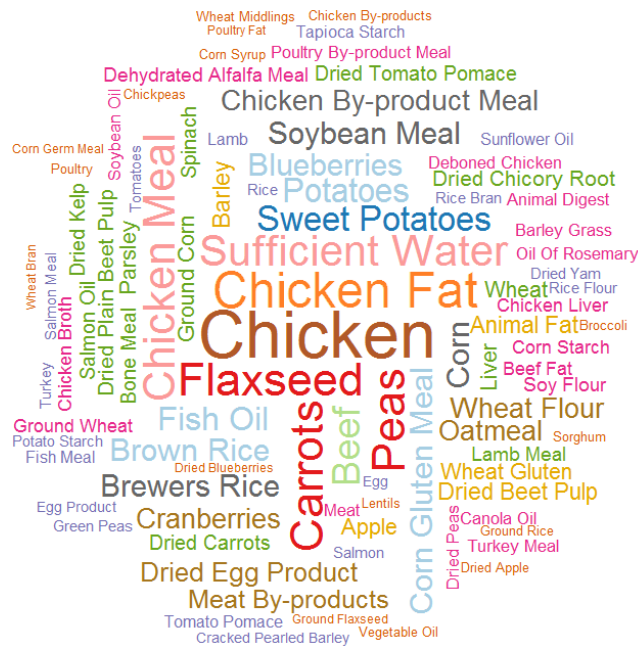 Wheat Middlings
Chicken By-products
Poultry Fat
Tapioca Starch
Corn Syrup
Poultry By-product Meal
Dehydrated Alfalfa Meal
Dried Tomato Pomace
Soybean Oil
Chickpeas
Chicken By-product Meal
Spinach
Corn Germ Meal
Poultry
Chicken Meal
Tomatoes
Lamb
Soybean Meal
Sunflower Oil
Barley
Blueberries
Deboned Chicken
Dried Kelp
Dried Plain Beet Pulp
Parsley
Rice
Potatoes
Dried Chicory Root
Rice Bran
Animal Digest
Sweet Potatoes
Barley Grass
Wheat Bran
Salmon Meal
Salmon Oil
Bone Meal
Ground Corn
Sufficient Water
Oil Of Rosemary
Dried Yam
Chicken Fat
Wheat
Rice Flour
Chicken Liver
Chicken Broth
Chicken
Corn
Animal Fat
Broccoli
Turkey
Liver
Corn Starch
Flaxseed
Peas
Beef Fat
Soy Flour
Ground Wheat
Fish Oil
Carrots
Beef
Corn Gluten Meal
Wheat Flour
Potato Starch
Fish Meal
Brown Rice
Oatmeal
Sorghum
Dried Blueberries
Lamb Meal
Brewers Rice
Egg
Wheat Gluten
Dried Beet Pulp
Egg Product
Green Peas
Cranberries
Meat
Lentils
Apple
Dried Peas
Canola Oil
Ground Rice
Dried Carrots
Salmon
Turkey Meal
Dried Egg Product
Dried Apple
Meat By-products
Tomato Pomace
Ground Flaxseed
Cracked Pearled Barley
Vegetable Oil